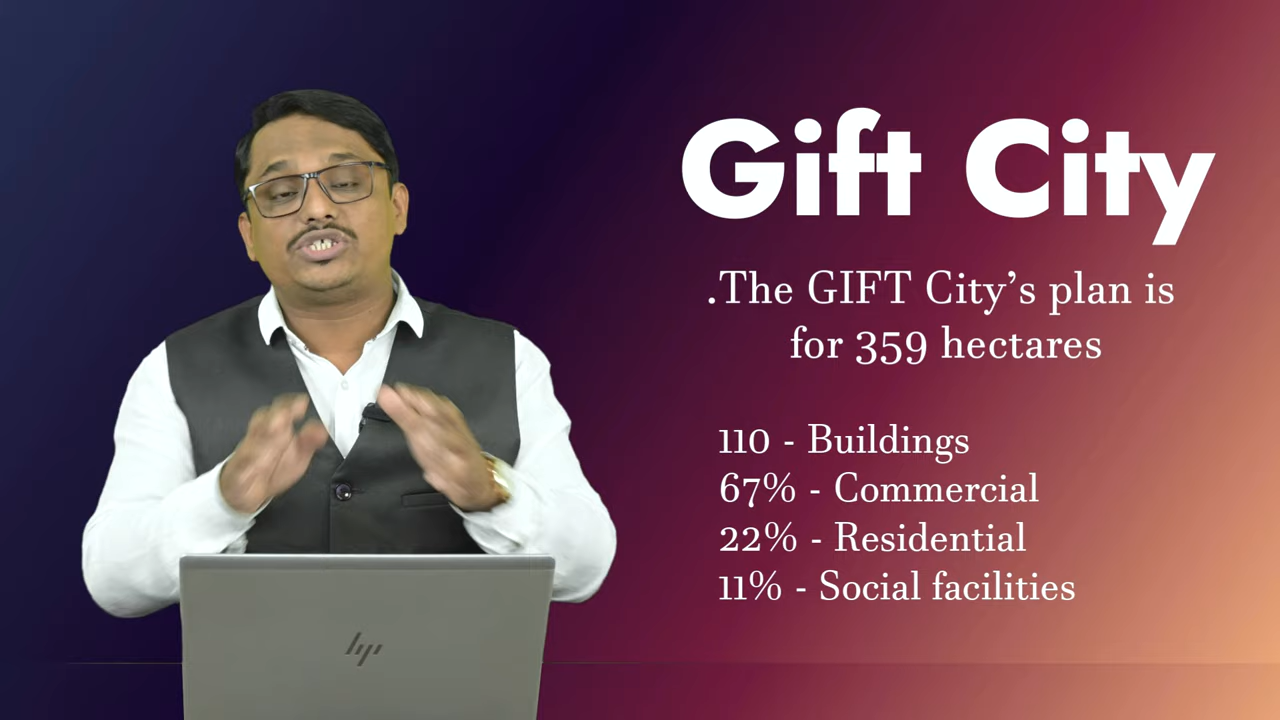 Gift City
.The GIFT City’s plan is
for 359 hectares
110 - Buildings
67% - Commercial
22% - Residential
11% - Social facilities
hp